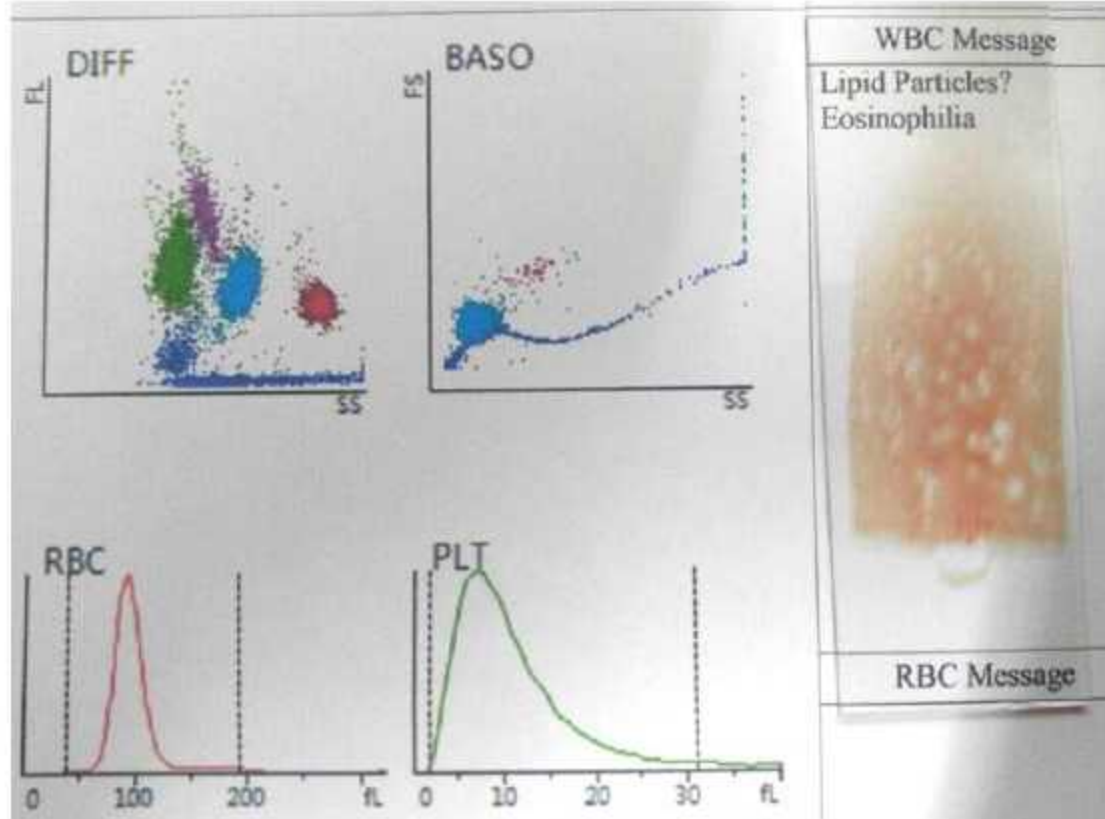 DIFF
FL
SS
BASO
FS
SS
WBC Message
Lipid Particles?
Eosinophilia
RBC
0 100 200 fL
PLT
0 10 20 30 fL
RBC Message